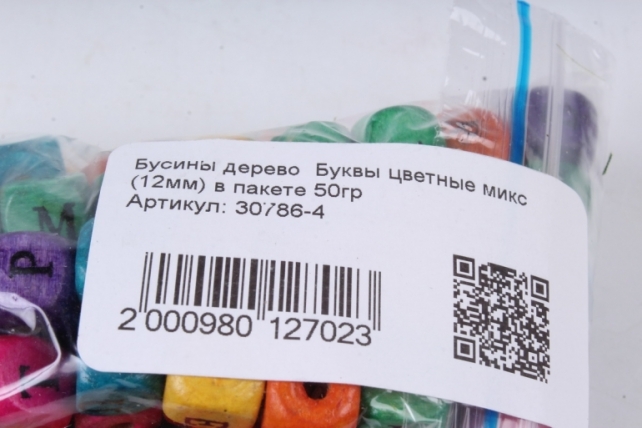 Бусины дерево Буквы цветные микс
(12мм) в пакете 50гр
Артикул: 30786-4
2 000980 127023
М
Р